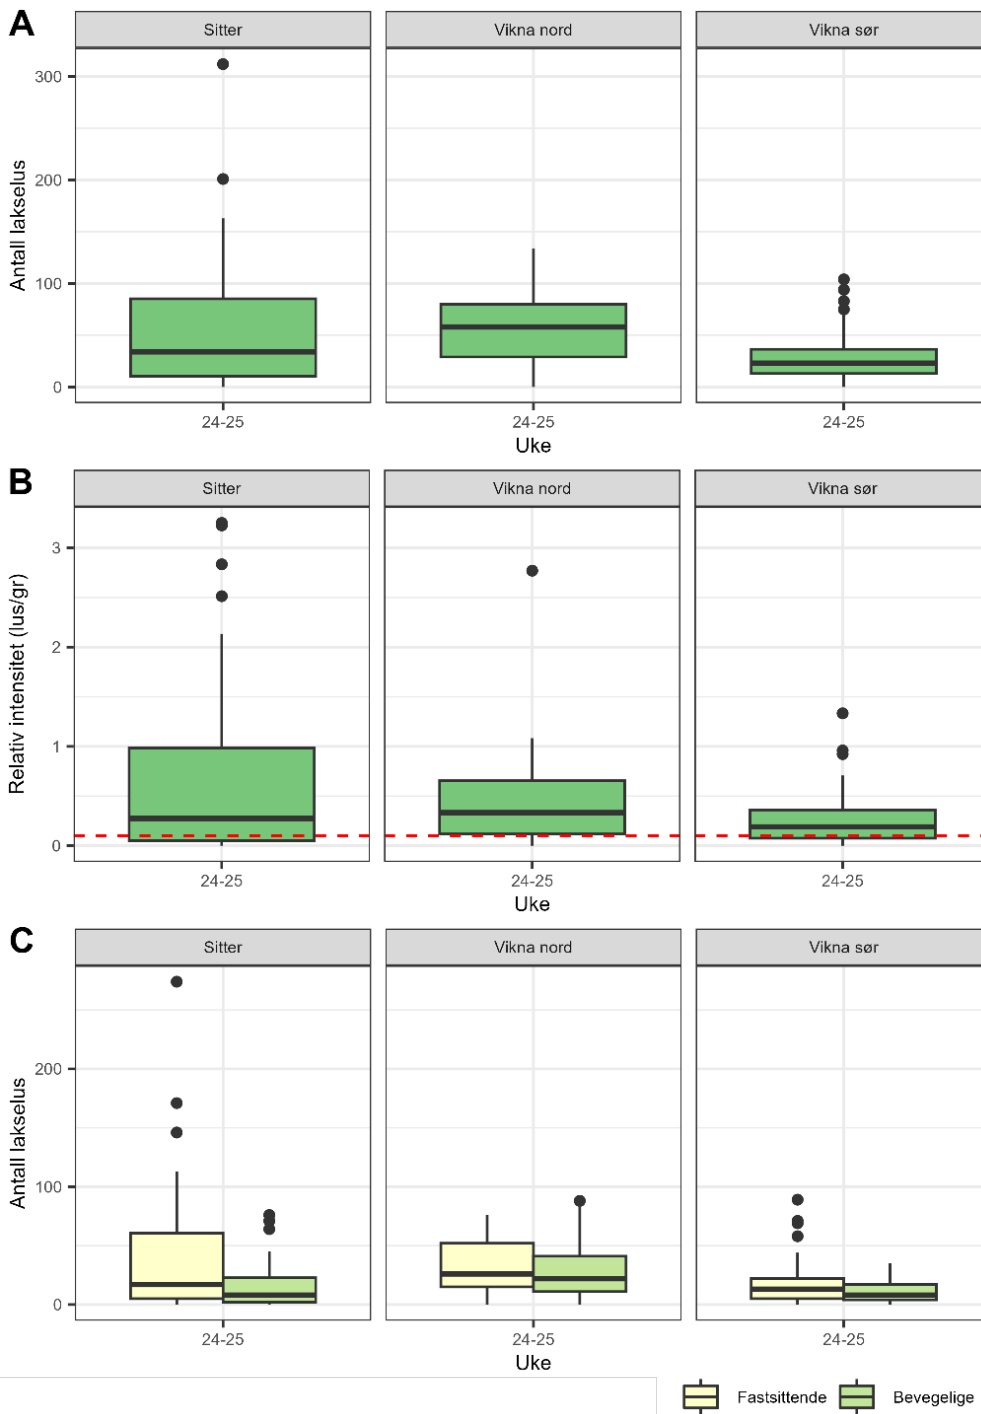 A
Sitter
Vikna nord
Vikna sør
Antall lakselus
300
200
100
0
24-25
24-25
24-25
Uke
B
Sitter
Vikna nord
Vikna sør
Relativ intensitet (lus/gr)
3
2
1
0
24-25
24-25
24-25
Uke
C
Sitter
Vikna nord
Vikna sør
Antall lakselus
200
100
0
24-25
24-25
24-25
Uke
Fastsittende
Bevegelige